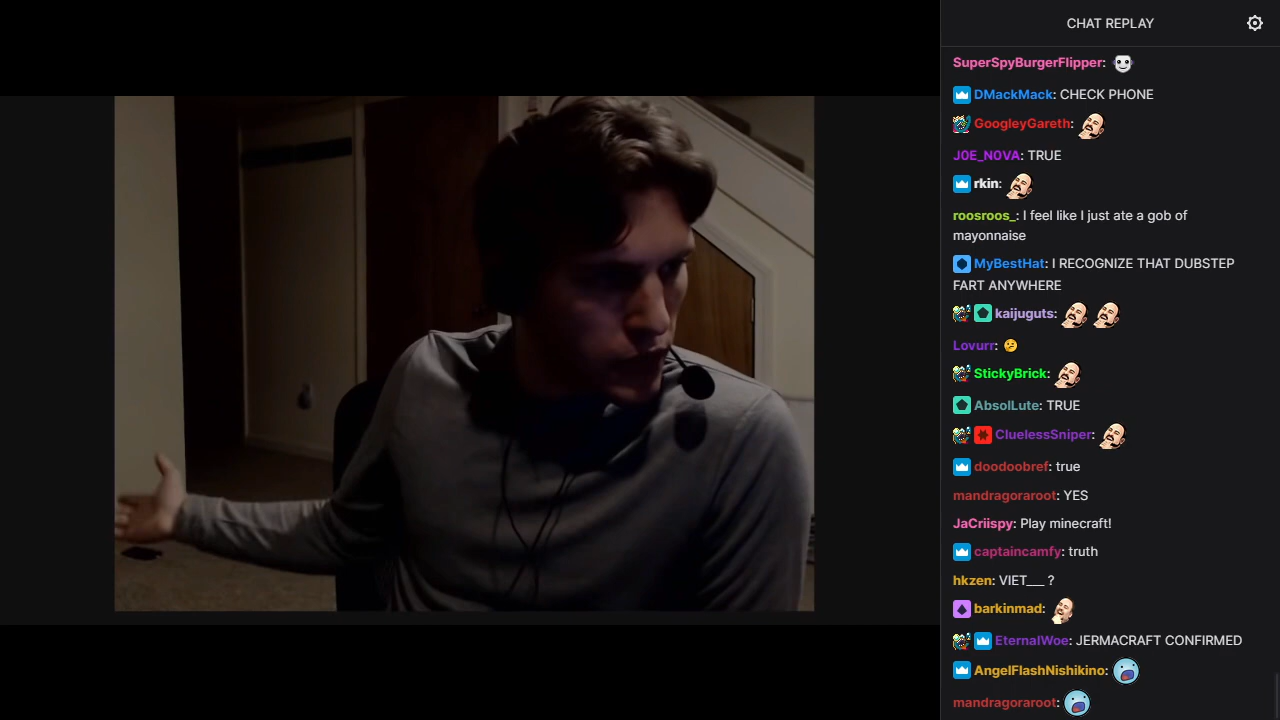 CHAT REPLAY
SuperSpyBurgerFlipper:
DMackMack: CHECK PHONE
GoogleyGareth:
J0E_N0VA: TRUE
rkin:
roosroos_: I feel like I just ate a gob of
mayonnaise
MyBestHat: I RECOGNIZE THAT DUBSTEP
FART ANYWHERE
kaijuguts:
Lovurr:
StickyBrick:
AbsolLute: TRUE
CluelessSniper:
doodoobref: true
mandragoraroot: YES
JaCriispy: Play minecraft!
captaincamfy: truth
hkzen: VIET___ ?
barkinmad:
EternalWoe: JERMACRAFT CONFIRMED
AngelFlashNishikino:
mandragoraroot: